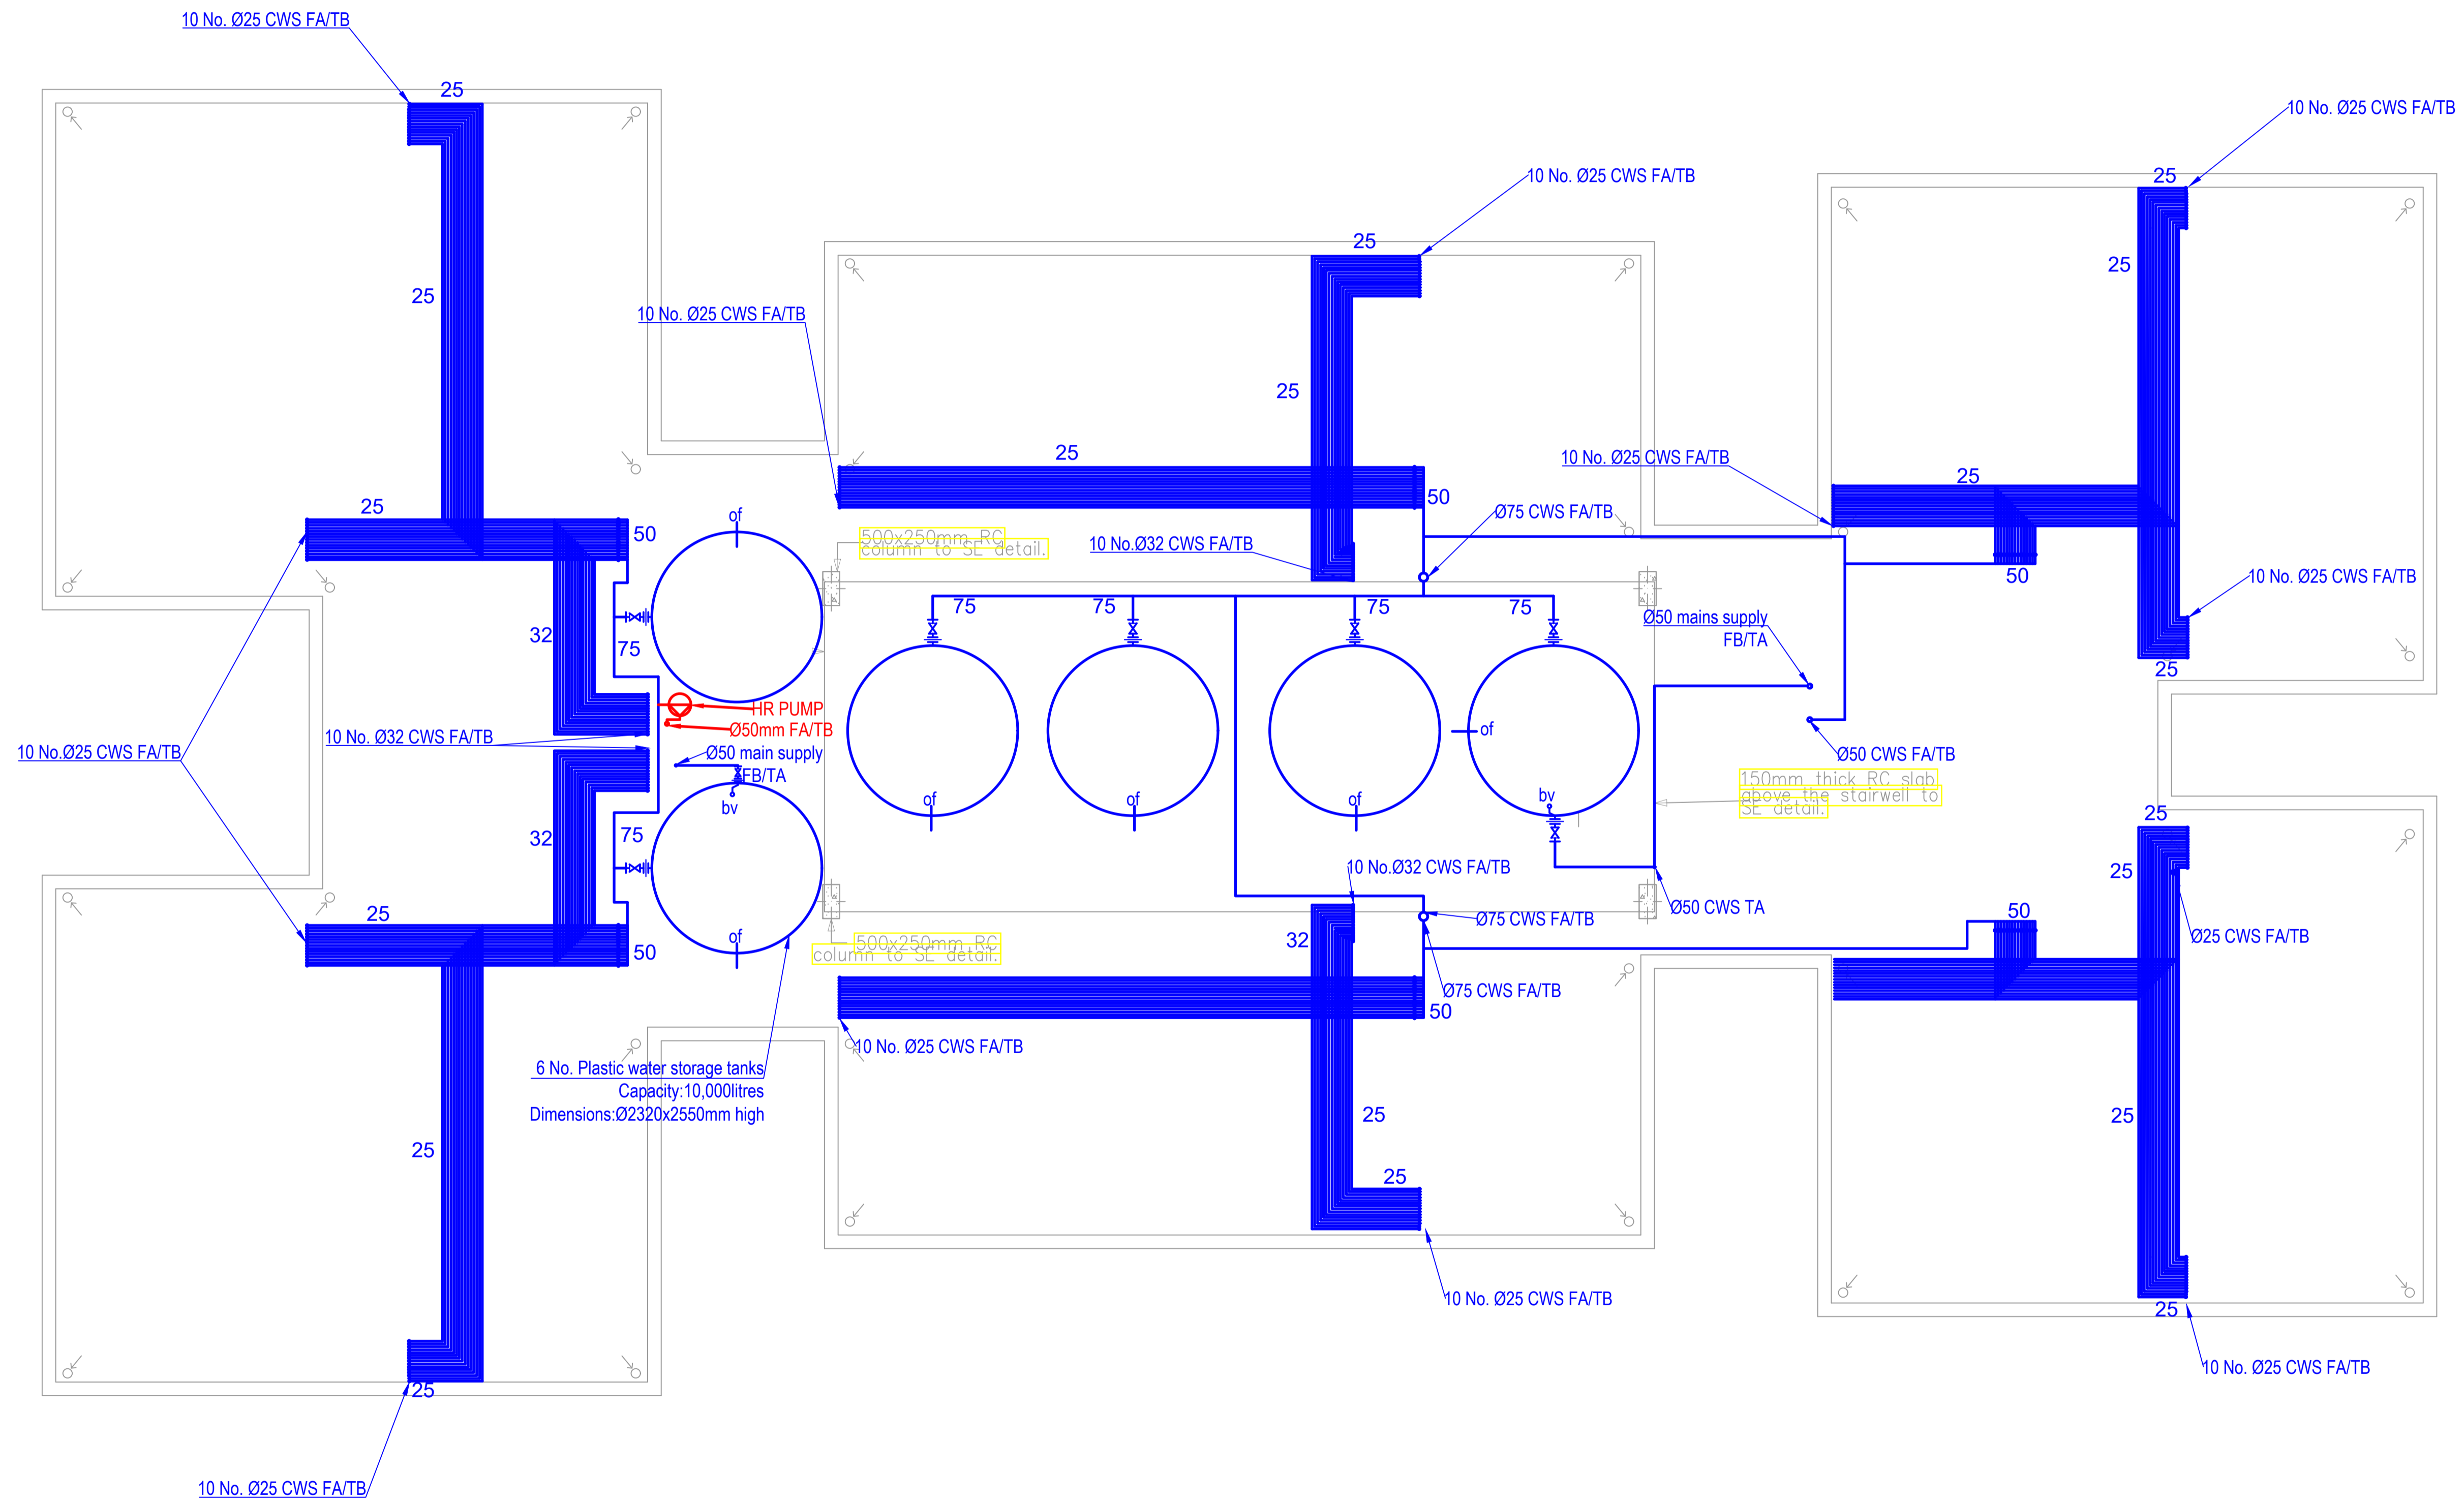 10 No. Ø25 CWS FA/TB
25
10 No. Ø25 CWS FA/TB
10 No. Ø25 CWS FA/TB
25
25
25
25
25
10 No. Ø25 CWS FA/TB
25
25
10 No. Ø25 CWS FA/TB
25
25
50
of
50
Ø75 CWS FA/TB
500x250mm RC
column to SE detail.
10 No.Ø32 CWS FA/TB
50
10 No. Ø25 CWS FA/TB
75
75
75
75
Ø50 mains supply
FB/TA
32
75
25
HR PUMP
Ø50mm FA/TB
10 No. Ø32 CWS FA/TB
10 No.Ø25 CWS FA/TB
Ø50 main supply
FB/TA
of
Ø50 CWS FA/TB
bv
of
of
of
bv
150mm thick RC slab
above the stairwell to
SE detail.
32
75
25
25
10 No.Ø32 CWS FA/TB
25
50
of
50
500x250mm RC
column to SE detail.
32
Ø75 CWS FA/TB
Ø50 CWS TA
Ø25 CWS FA/TB
Ø75 CWS FA/TB
50
10 No. Ø25 CWS FA/TB
6 No. Plastic water storage tanks
Capacity:10,000litres
Dimensions:Ø2320x2550mm high
25
25
25
25
10 No. Ø25 CWS FA/TB
25
10 No. Ø25 CWS FA/TB
25
10 No. Ø25 CWS FA/TB